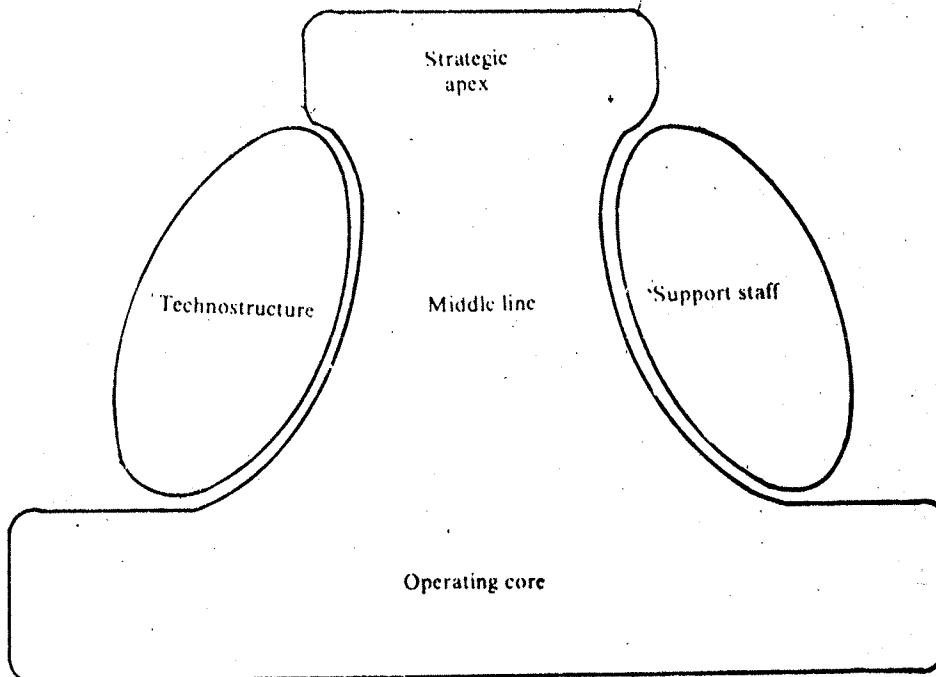 Strategic
apex
Technostructure
Middle line
Support staff
Operating core